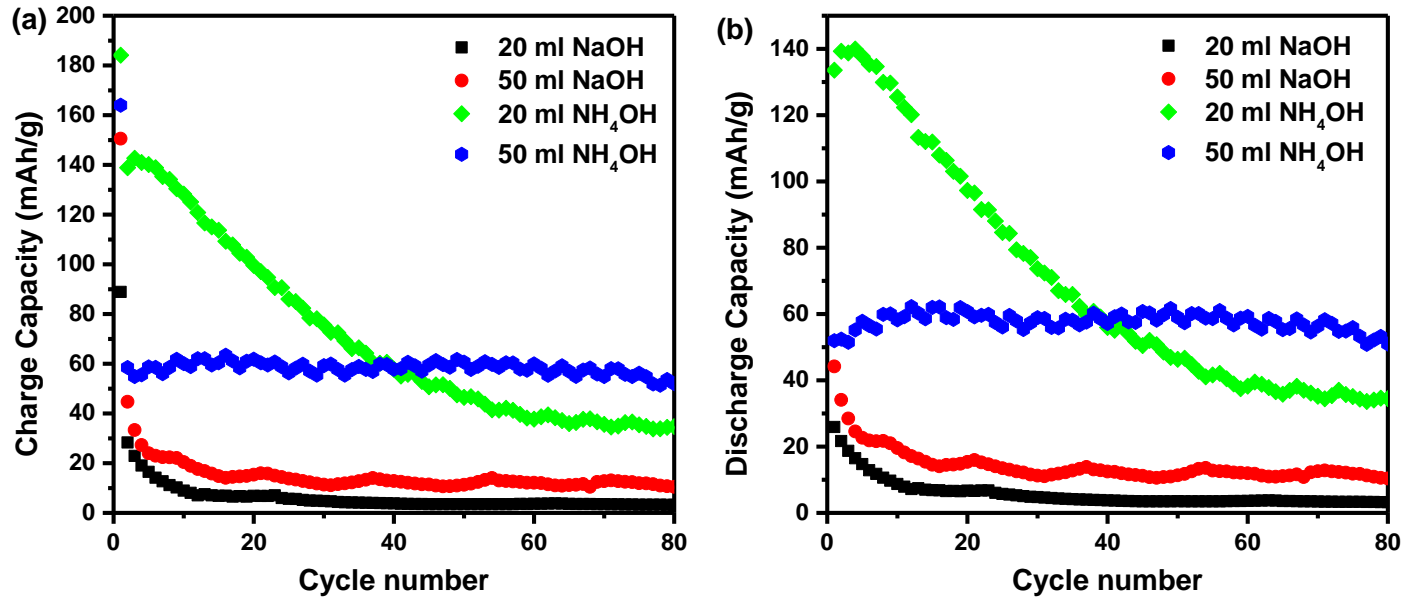 (a)
200
180
160
140
120
100
80
60
40
20
0
Charge Capacity (mAh/g)
20 ml NaOH
50 ml NaOH
20 ml NH₄OH
50 ml NH₄OH
0 20 40 60 80
Cycle number
(b)
140
120
100
80
60
40
20
0
Discharge Capacity (mAh/g)
20 ml NaOH
50 ml NaOH
20 ml NH₄OH
50 ml NH₄OH
0 20 40 60 80
Cycle number